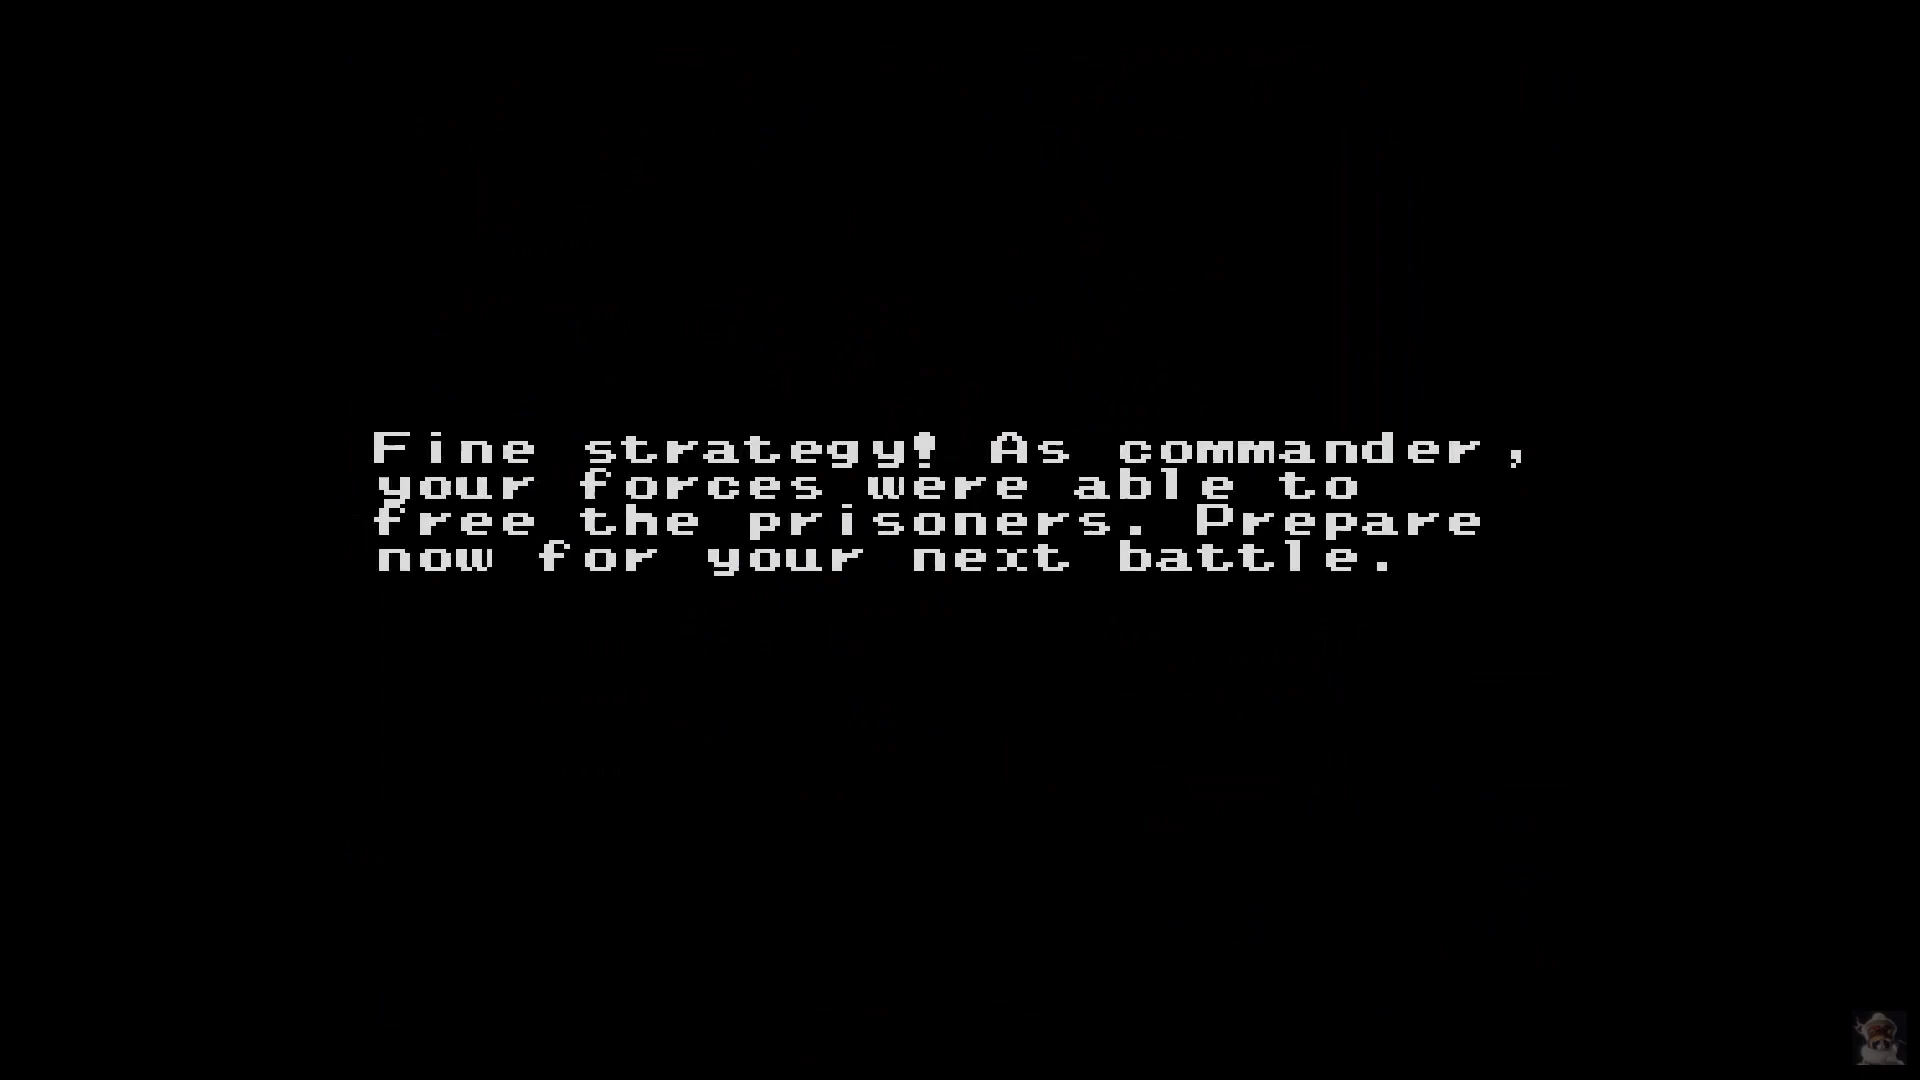 Fine strategy! As commander,
your forces were able to
free the prisoners. Prepare
now for your next battle.